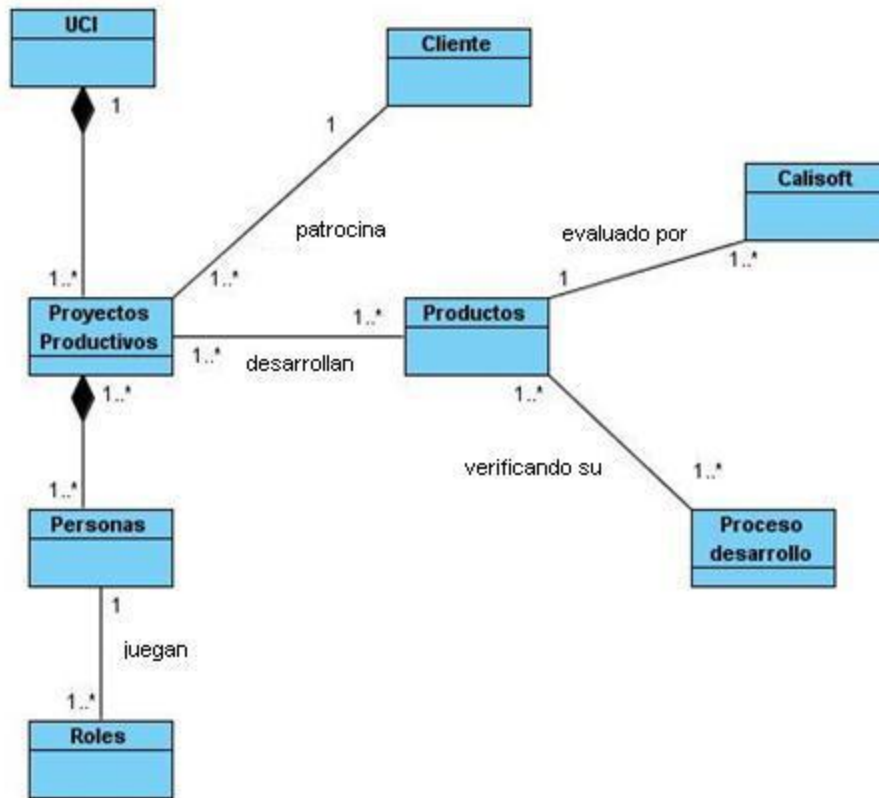 UCI
1
Cliente
1
patrocina
1..*
1..*
Calisoft
evaluado por
1
1..*
Proyectos
Productivos
1..*
desarrollan
1..*
Productos
1..*
1..*
verificando su
1..*
1..*
Personas
Proceso
desarrollo
1
juegan
1..*
Roles